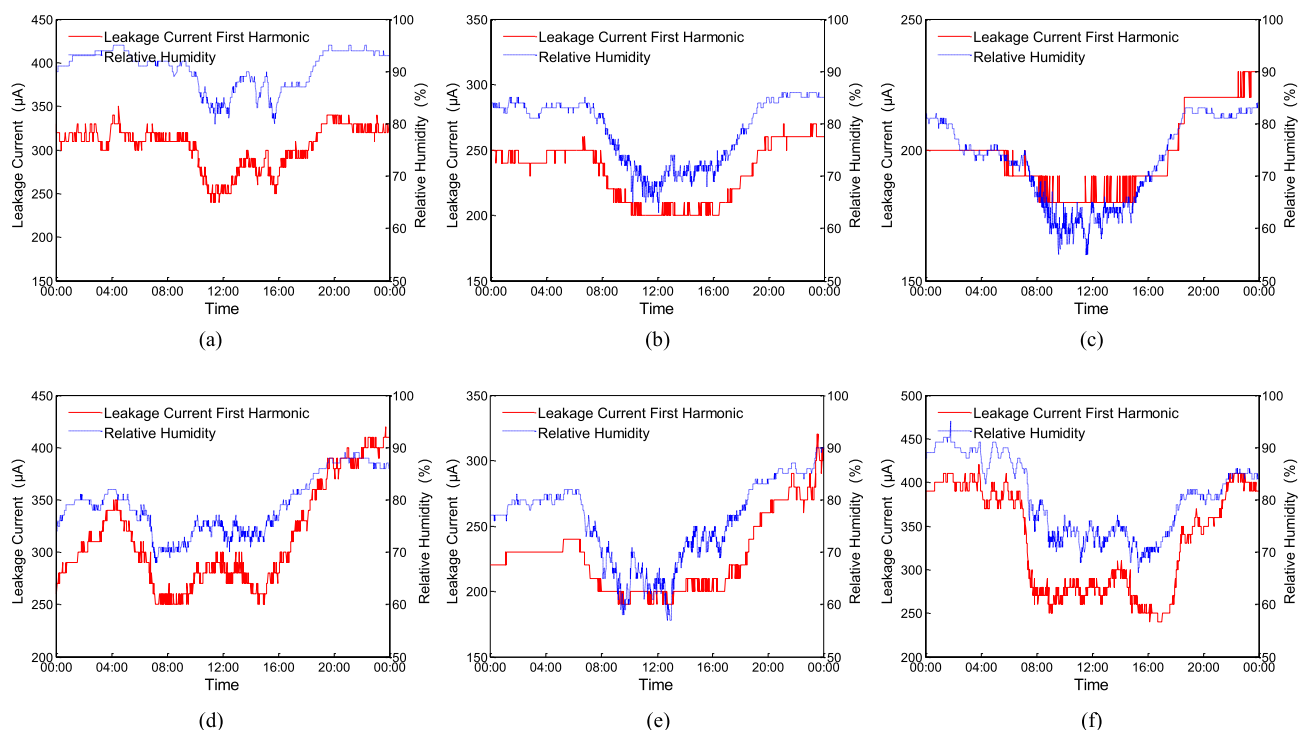 450
400
350
300
250
200
150
100
90
80
70
60
50
Leakage Current (μA)
Relative Humidity (%)
Leakage Current First Harmonic
Relative Humidity
00:00 04:00 08:00 12:00 16:00 20:00 00:00
Time
(a)
350
300
250
200
150
100
90
80
70
60
50
Leakage Current (μA)
Relative Humidity (%)
Leakage Current First Harmonic
Relative Humidity
00:00 04:00 08:00 12:00 16:00 20:00 00:00
Time
(b)
250
200
150
100
90
80
70
60
50
Leakage Current (μA)
Relative Humidity (%)
Leakage Current First Harmonic
Relative Humidity
00:00 04:00 08:00 12:00 16:00 20:00 00:00
Time
(c)
450
400
350
300
250
200
100
90
80
70
60
50
Leakage Current (μA)
Relative Humidity (%)
Leakage Current First Harmonic
Relative Humidity
00:00 04:00 08:00 12:00 16:00 20:00 00:00
Time
(d)
350
300
250
200
150
100
90
80
70
60
50
Leakage Current (μA)
Relative Humidity (%)
Leakage Current First Harmonic
Relative Humidity
00:00 04:00 08:00 12:00 16:00 20:00 00:00
Time
(e)
500
450
400
350
300
250
200
100
90
80
70
60
50
Leakage Current (μA)
Relative Humidity (%)
Leakage Current First Harmonic
Relative Humidity
00:00 04:00 08:00 12:00 16:00 20:00 00:00
Time
(f)